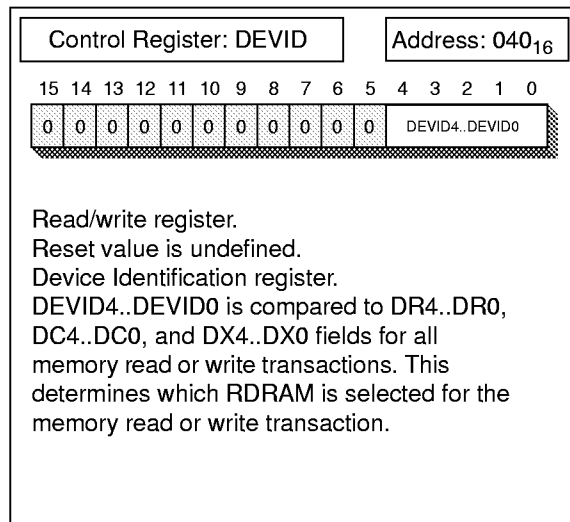 Control Register: DEVID Address: 040₁₆
15 14 13 12 11 10 9 8 7 6 5 4 3 2 1 0
0 0 0 0 0 0 0 0 0 0 0 DEVID4..DEVID0
Read/write register.
Reset value is undefined.
Device Identification register.
DEVID4..DEVID0 is compared to DR4..DR0,
DC4..DC0, and DX4..DX0 fields for all
memory read or write transactions. This
determines which RDRAM is selected for the
memory read or write transaction.